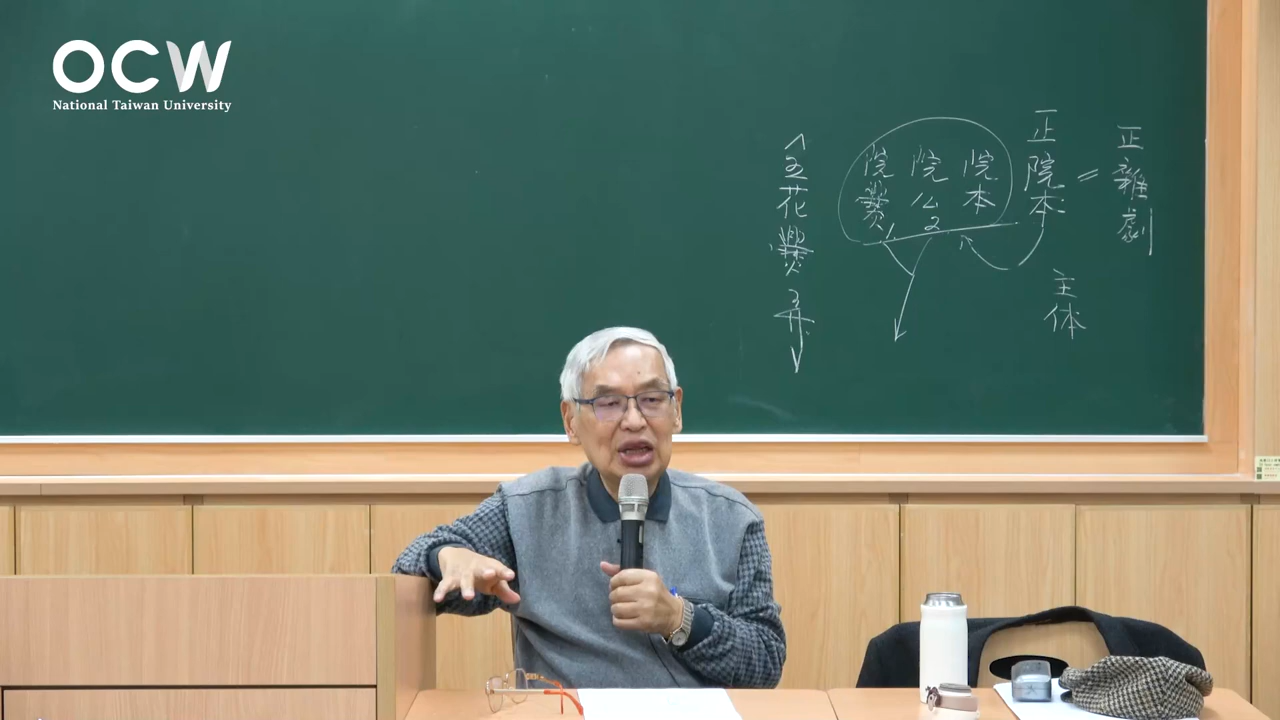 OCW
National Taiwan University
正雜劇
=
正院本
主体
院本
院么
2
院爨
1
五花爨弄